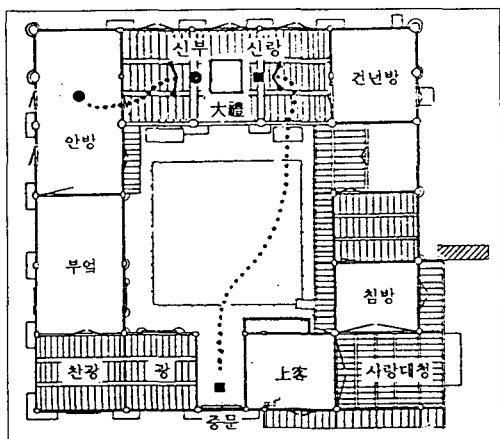 신부 신랑
건넌방
大禮
안방
부엌
침방
찬광 광 上客 사랑대청
중문